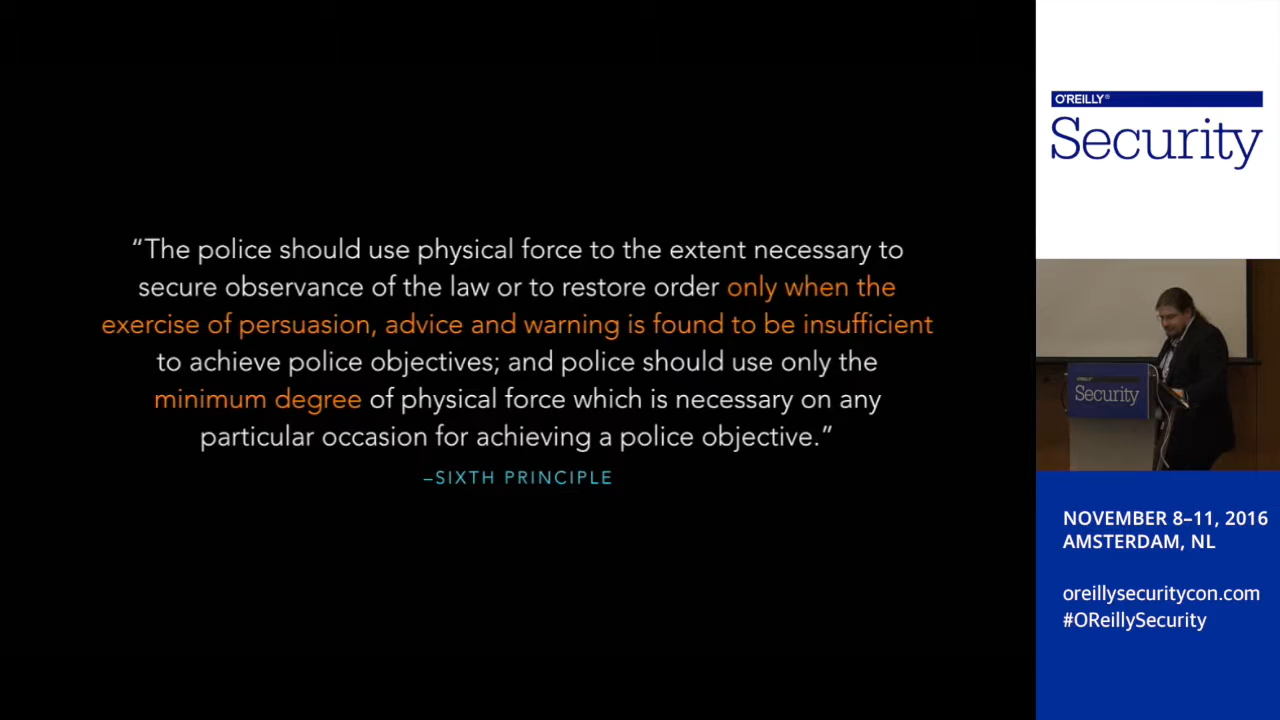 “The police should use physical force to the extent necessary to
secure observance of the law or to restore order only when the
exercise of persuasion, advice and warning is found to be insufficient
to achieve police objectives; and police should use only the
minimum degree of physical force which is necessary on any
particular occasion for achieving a police objective.”
–SIXTH PRINCIPLE
O'REILLY®
Security
O'REILLY
Security
NOVEMBER 8–11, 2016
AMSTERDAM, NL
oreillysecuritycon.com
#OReillySecurity